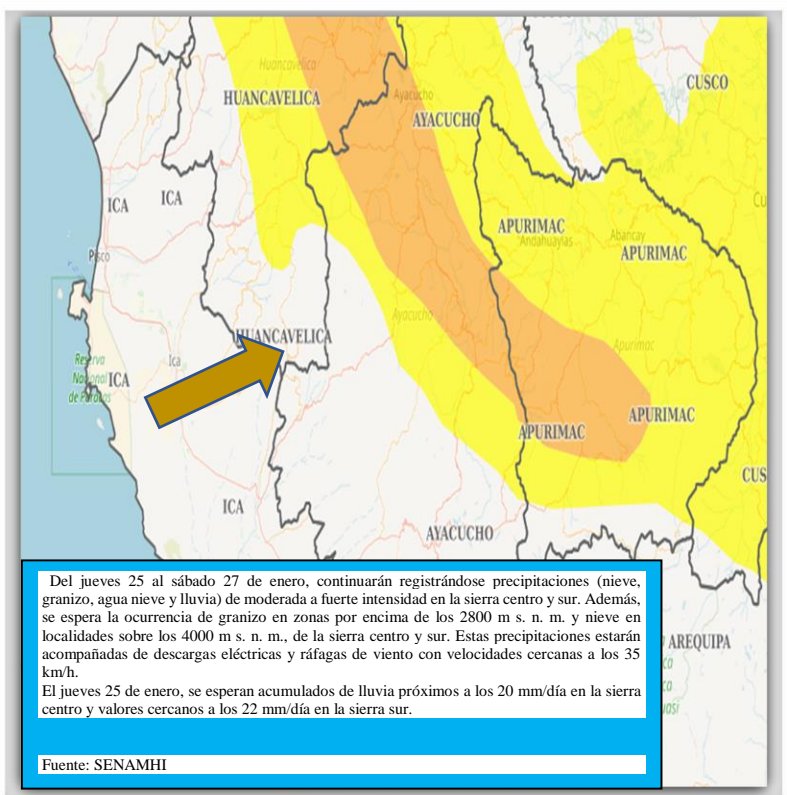 Huancavelica
HUANCAVELICA
Ayacucho
AYACUCHO
CUSCO
ICA
ICA
APURIMAC
Andahuaylas
Abancay
APURIMAC
Pisco
HUANCAVELICA
Ayacucho
Apurimac
Reserva
Nacional
de Paracas
ICA
Ica
APURIMAC
APURIMAC
CUS
ICA
AYACUCHO
AREQUIPA
Del jueves 25 al sábado 27 de enero, continuarán registrándose precipitaciones (nieve,
granizo, agua nieve y lluvia) de moderada a fuerte intensidad en la sierra centro y sur. Además,
se espera la ocurrencia de granizo en zonas por encima de los 2800 m s. n. m. y nieve en
localidades sobre los 4000 m s. n. m., de la sierra centro y sur. Estas precipitaciones estarán
acompañadas de descargas eléctricas y ráfagas de viento con velocidades cercanas a los 35
km/h.
El jueves 25 de enero, se esperan acumulados de lluvia próximos a los 20 mm/día en la sierra
centro y valores cercanos a los 22 mm/día en la sierra sur.
Fuente: SENAMHI